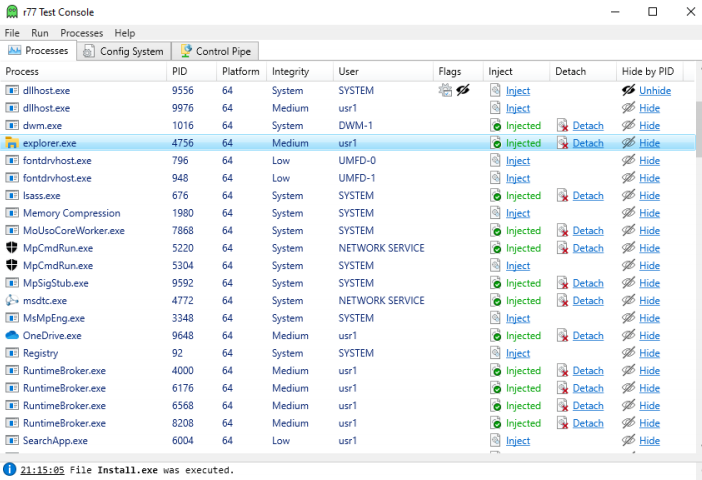 r77 Test Console
File Run Processes Help
Processes Config System Control Pipe
Process PID Platform Integrity User Flags Inject Detach Hide by PID
dllhost.exe 9556 64 System SYSTEM Inject Unhide
dllhost.exe 9976 64 Medium usr1 Inject Hide
dwm.exe 1016 64 System DWM-1 Injected Detach Hide
explorer.exe 4756 64 Medium usr1 Injected Detach Hide
fontdrvhost.exe 796 64 Low UMFD-0 Inject Hide
fontdrvhost.exe 948 64 Low UMFD-1 Inject Hide
lsass.exe 676 64 System SYSTEM Injected Detach Hide
Memory Compression 1980 64 System SYSTEM Inject Hide
MoUsoCoreWorker.exe 7868 64 System SYSTEM Injected Detach Hide
MpCmdRun.exe 5220 64 System NETWORK SERVICE Injected Detach Hide
MpCmdRun.exe 5304 64 System SYSTEM Inject Hide
MpSigStub.exe 9592 64 System SYSTEM Injected Detach Hide
msdtc.exe 4772 64 System NETWORK SERVICE Injected Detach Hide
MsMpEng.exe 3348 64 System SYSTEM Inject Hide
OneDrive.exe 9648 64 Medium usr1 Injected Detach Hide
Registry 92 64 System SYSTEM Inject Hide
RuntimeBroker.exe 4000 64 Medium usr1 Injected Detach Hide
RuntimeBroker.exe 6176 64 Medium usr1 Injected Detach Hide
RuntimeBroker.exe 6568 64 Medium usr1 Injected Detach Hide
RuntimeBroker.exe 8208 64 Medium usr1 Injected Detach Hide
SearchApp.exe 6004 64 Low usr1 Inject Hide
21:15:05 File Install.exe was executed.